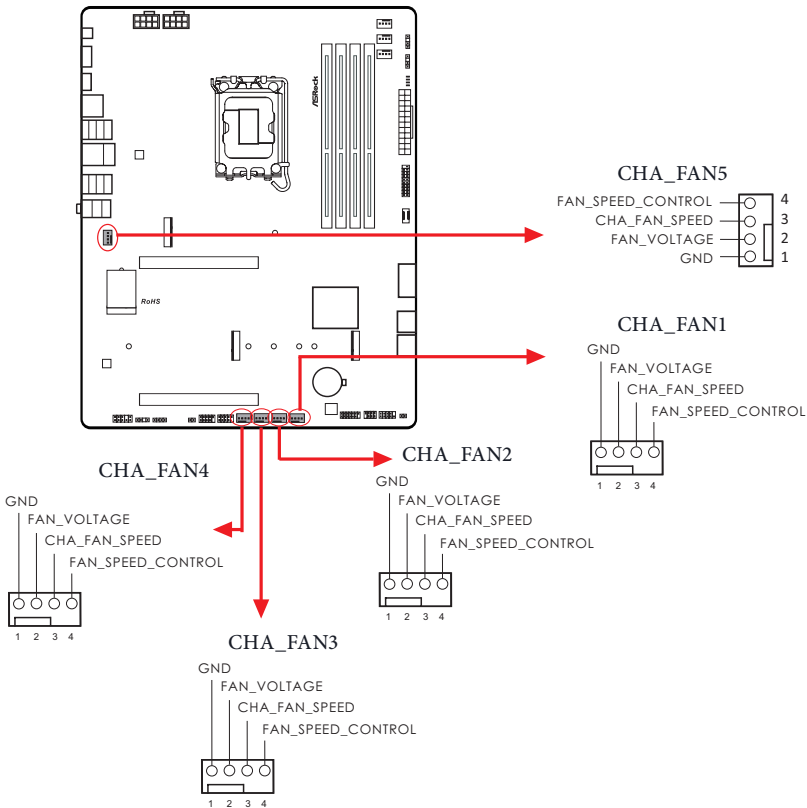 ASRock
RoHS
CHA_FAN5
FAN_SPEED_CONTROL 4
CHA_FAN_SPEED 3
FAN_VOLTAGE 2
GND 1
CHA_FAN1
GND
FAN_VOLTAGE
CHA_FAN_SPEED
FAN_SPEED_CONTROL
1 2 3 4
CHA_FAN2
GND
FAN_VOLTAGE
CHA_FAN_SPEED
FAN_SPEED_CONTROL
1 2 3 4
CHA_FAN4
GND
FAN_VOLTAGE
CHA_FAN_SPEED
FAN_SPEED_CONTROL
1 2 3 4
CHA_FAN3
GND
FAN_VOLTAGE
CHA_FAN_SPEED
FAN_SPEED_CONTROL
1 2 3 4